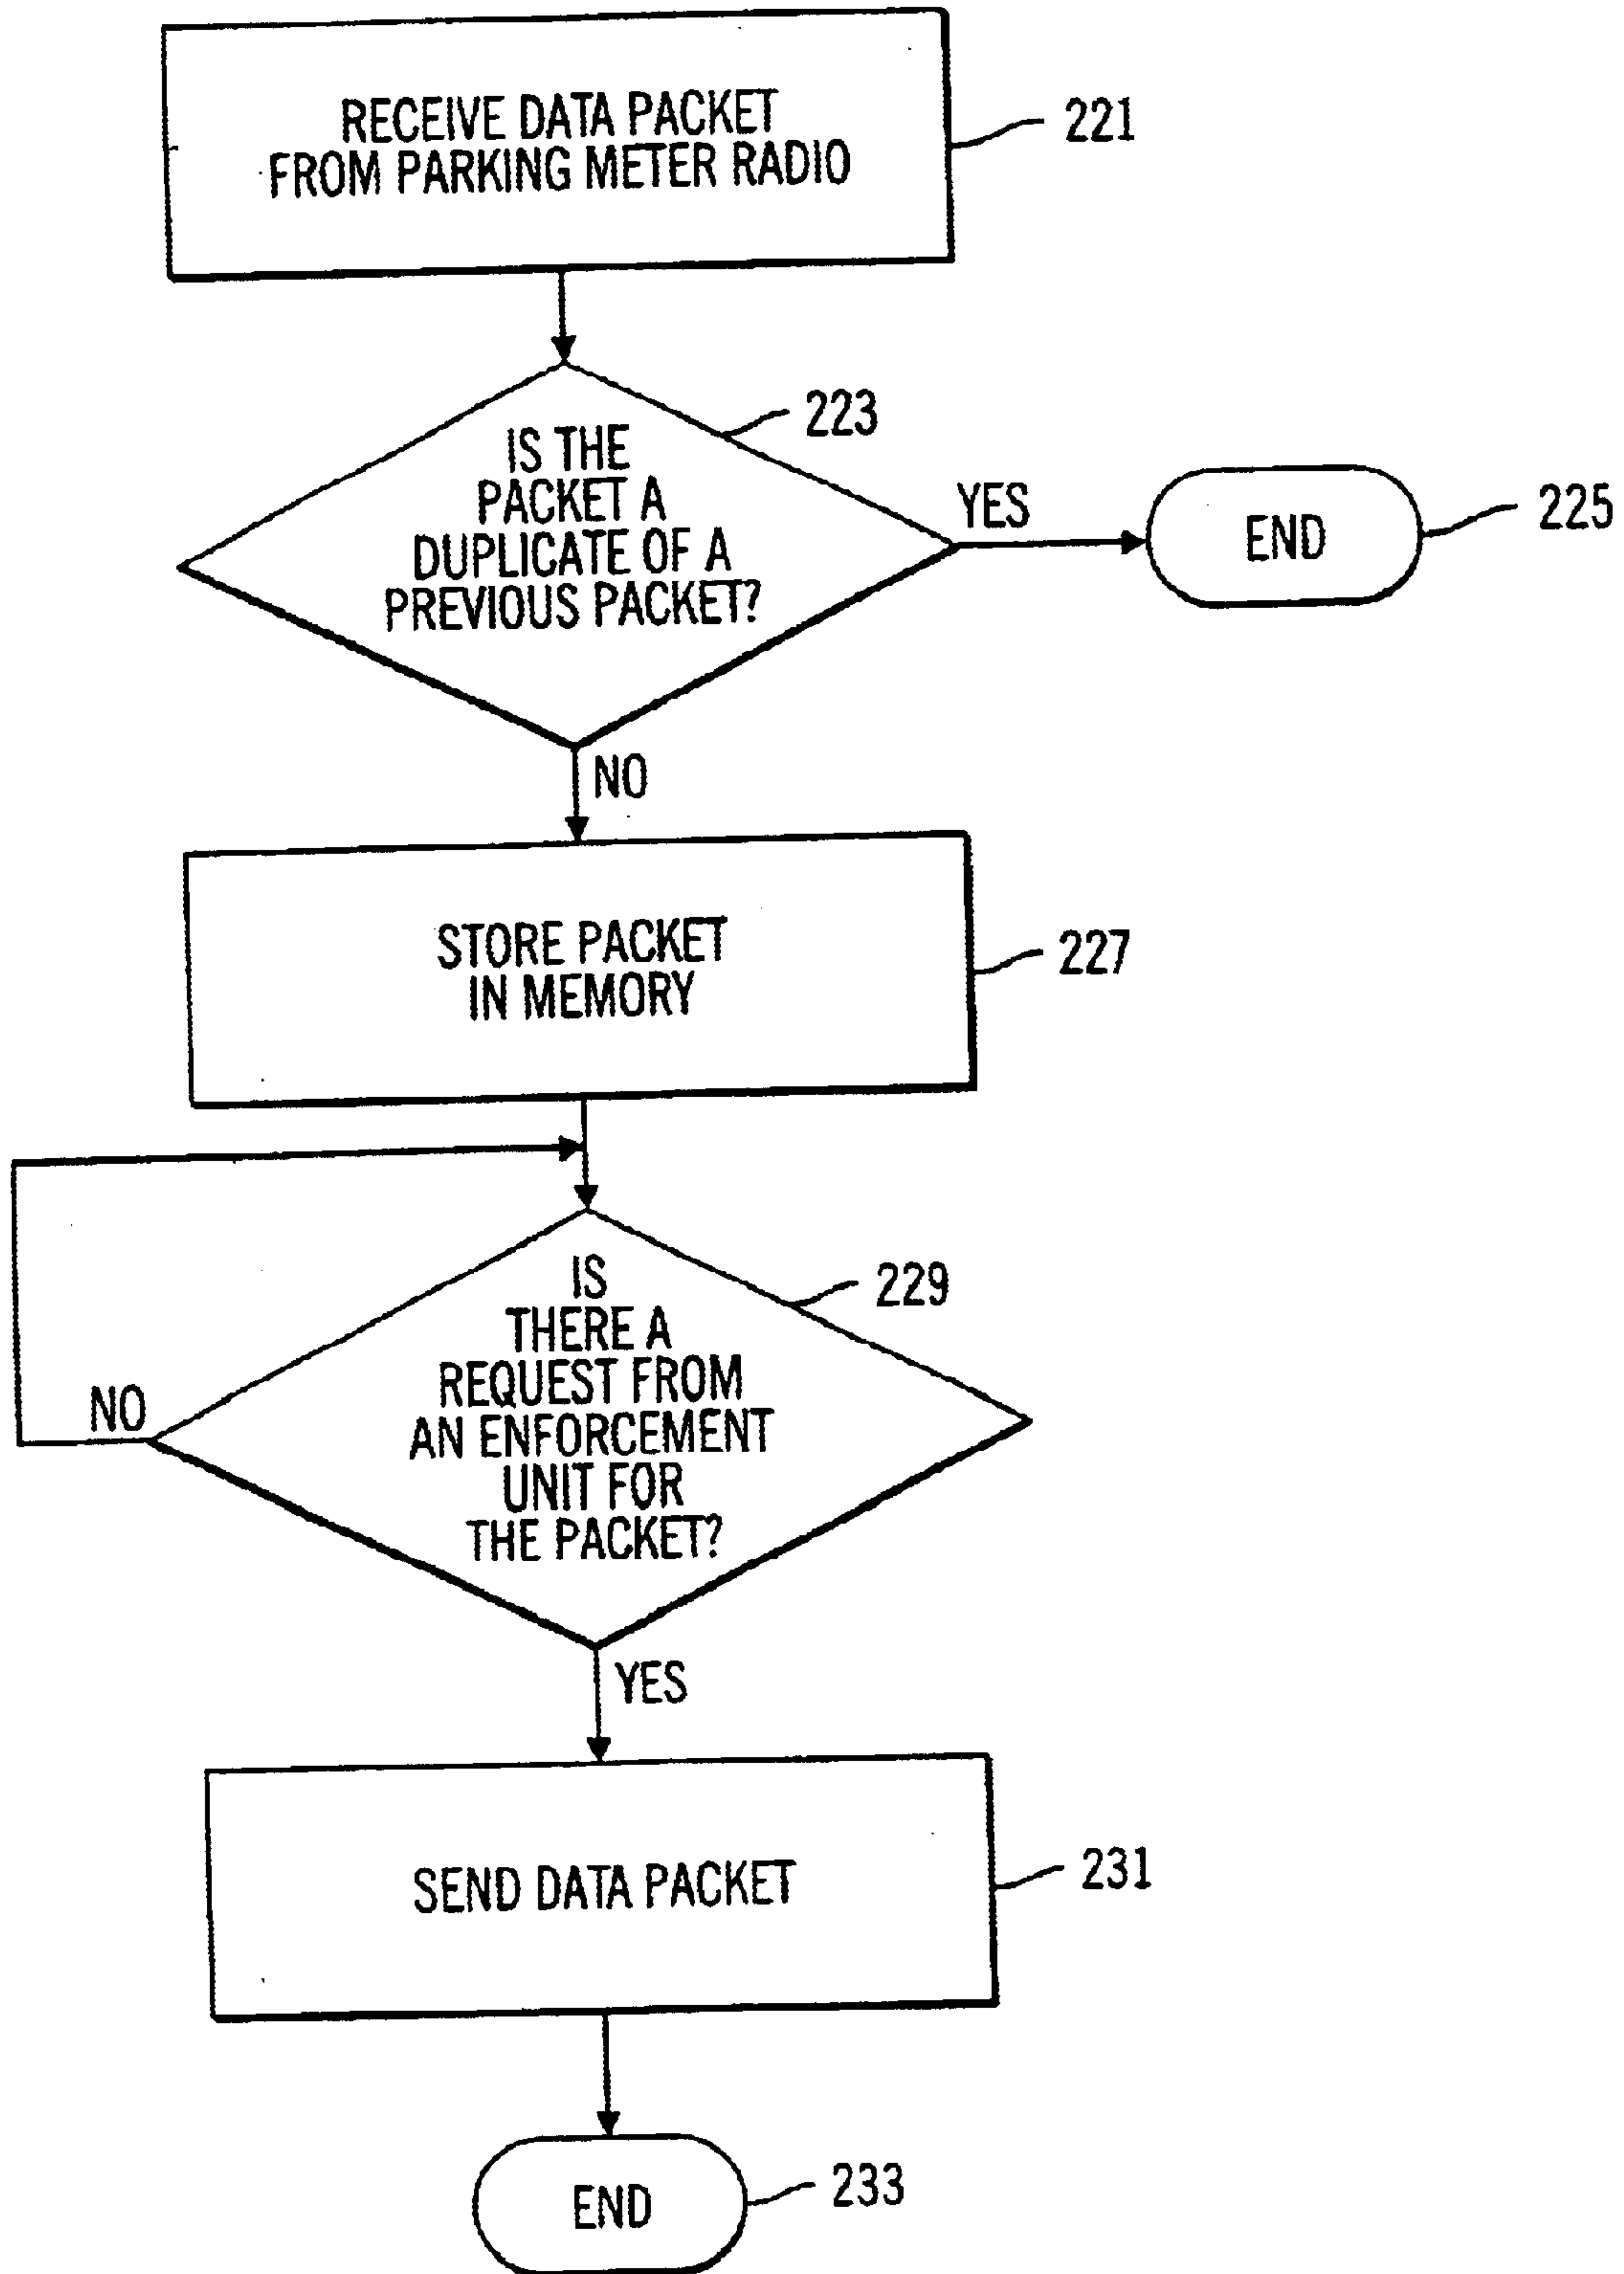 RECEIVE DATA PACKET
FROM PARKING METER RADIO
221
IS THE
PACKET A
DUPLICATE OF A
PREVIOUS PACKET?
223
YES
END
225
NO
STORE PACKET
IN MEMORY
227
IS
THERE A
REQUEST FROM
AN ENFORCEMENT
UNIT FOR
THE PACKET?
229
NO
YES
SEND DATA PACKET
231
END
233